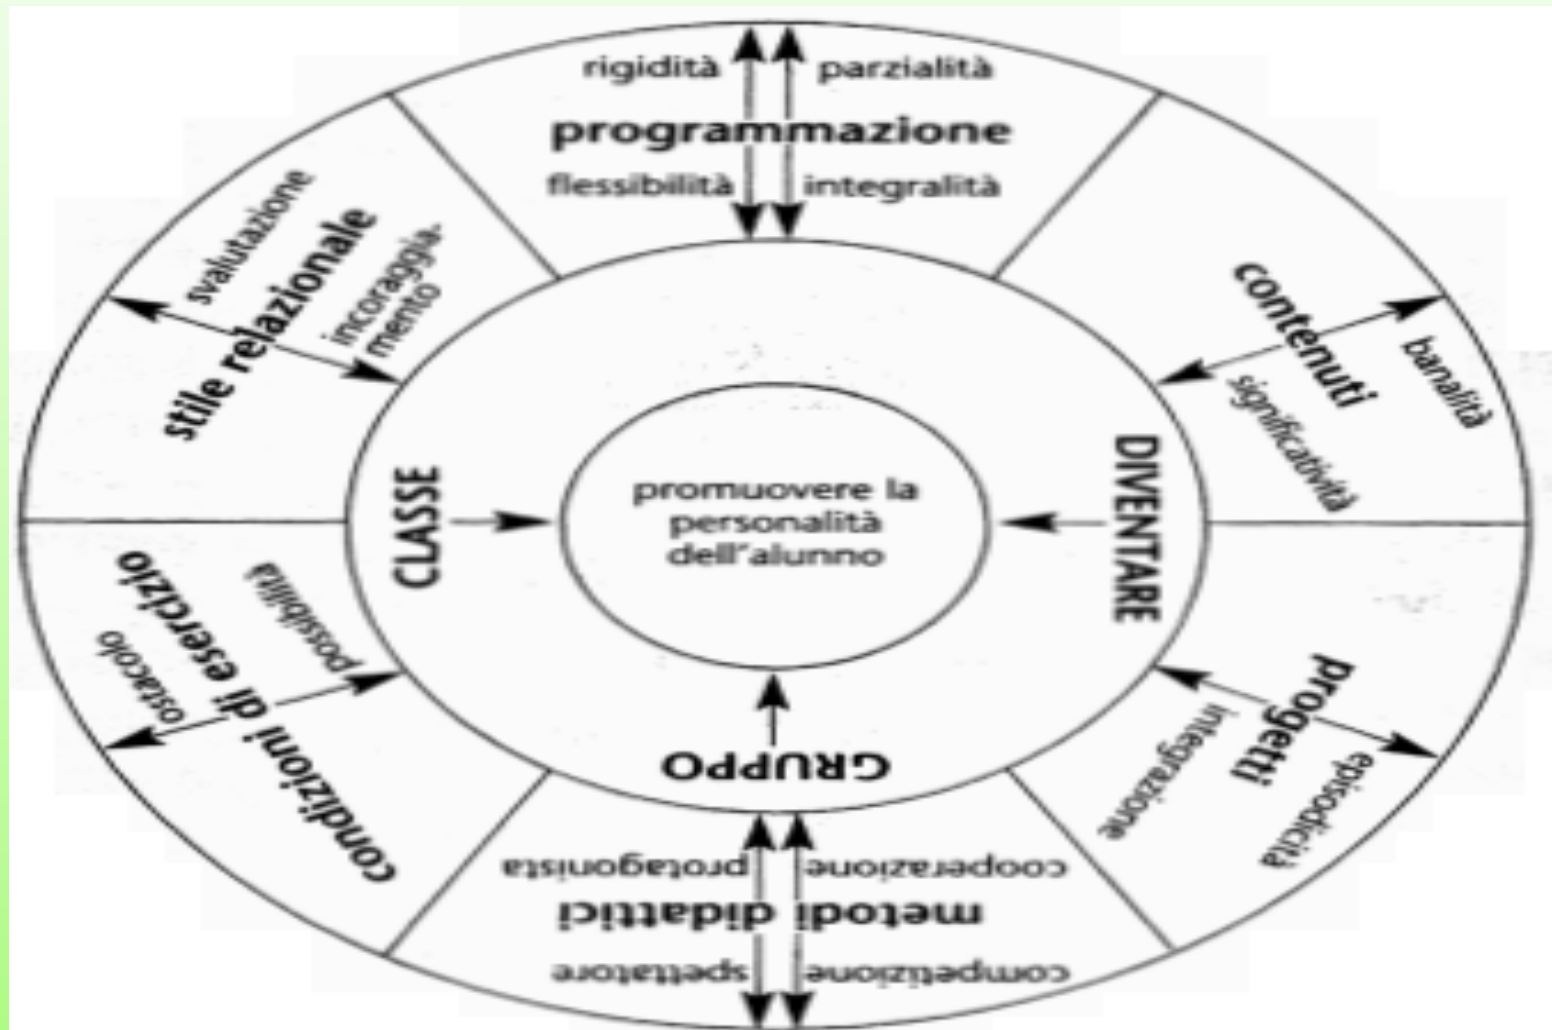 rigidità parzialità
programmazione
flessibilità integralità
contenuti
banalità
significatività
progetti
integrazione
episodicità
metodi didattici
cooperazione protagonista
competizione spettatore
condizioni di esercizio
possibilità
ostacolo
stile relazionale
svalutazione
incoraggia-
mento
CLASSE
DIVENTARE
GRUPPO
promuovere la
personalità
dell'alunno